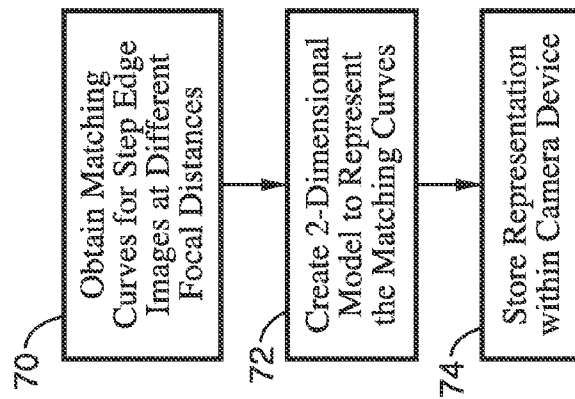 70
Obtain Matching
Curves for Step Edge
Images at Different
Focal Distances
72
Create 2-Dimensional
Model to Represent
the Matching Curves
74
Store Representation
within Camera Device